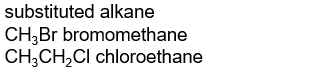 substituted alkane
CH₃Br bromomethane
CH₃CH₂Cl chloroethane